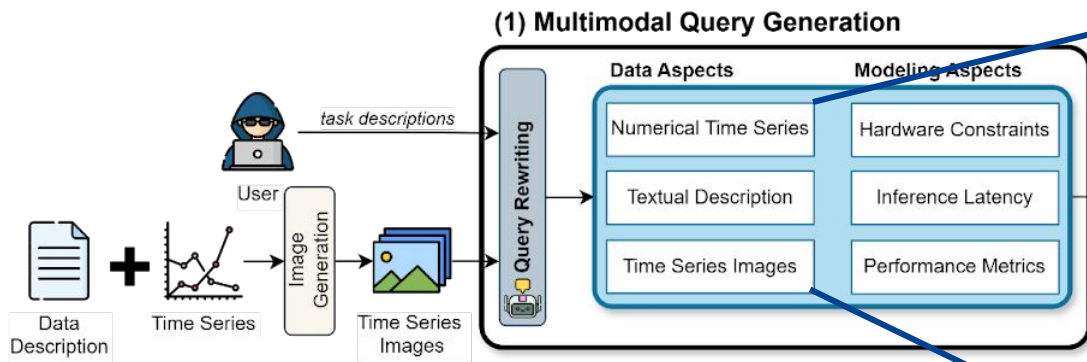 (1) Multimodal Query Generation
Data Aspects
Modeling Aspects
task descriptions
User
Query Rewriting
Numerical Time Series
Hardware Constraints
Textual Description
Inference Latency
Time Series Images
Performance Metrics
Image
Generation
Data
Description
Time Series
Time Series
Images